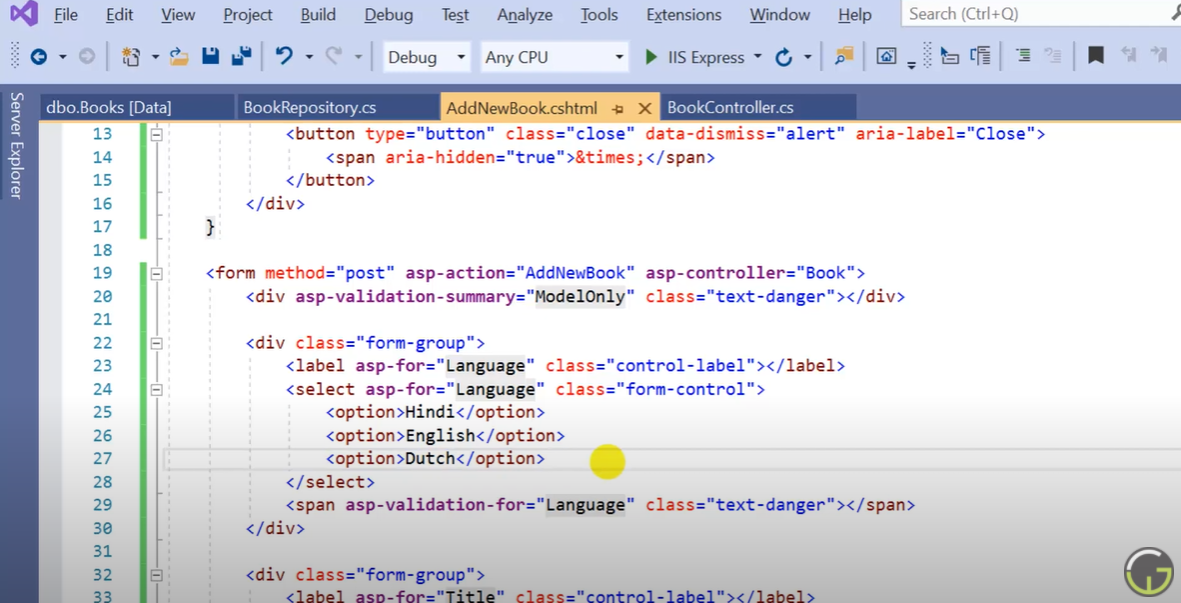 File Edit View Project Build Debug Test Analyze Tools Extensions Window Help Search (Ctrl+Q)
Debug Any CPU IIS Express
Server Explorer
dbo.Books [Data] BookRepository.cs AddNewBook.cshtml BookController.cs
13 <button type="button" class="close" data-dismiss="alert" aria-label="Close">
14 <span aria-hidden="true">&times;</span>
15 </button>
16 </div>
17 }
18
19 <form method="post" asp-action="AddNewBook" asp-controller="Book">
20 <div asp-validation-summary="ModelOnly" class="text-danger"></div>
21
22 <div class="form-group">
23 <label asp-for="Language" class="control-label"></label>
24 <select asp-for="Language" class="form-control">
25 <option>Hindi</option>
26 <option>English</option>
27 <option>Dutch</option>
28 </select>
29 <span asp-validation-for="Language" class="text-danger"></span>
30 </div>
31
32 <div class="form-group">
33 <label asp-for="Title" class="control-label"></label>